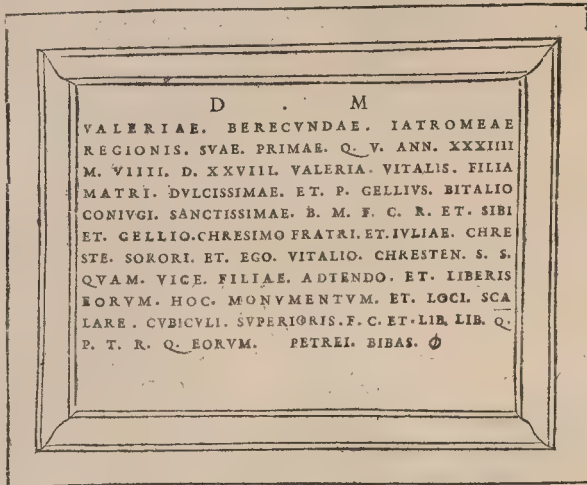 D . M
VALERIAE. BERECVNDAE. IATROMEAE
REGIONIS. SVAE. PRIMAE. Q. V. ANN. XXXIIII
M. VIIII. D. XXVIII. VALERIA. VITALIS. FILIA
MATRI. DVLCISSIMAE. ET. P. GELLIVS. BITALIO
CONIVGI. SANCTISSIMAE. B. M. F. C. R. ET. SIBI
ET. GELLIO.CHRESIMO FRATRI.ET.IVLIAE. CHRE
STE. SORORI. ET. EGO. VITALIO. CHRESTEN. S. S.
QVAM. VICE. FILIAE. ADTENDO. ET. LIBERIS
EORVM. HOC. MONVMENTVM. ET. LOCI. SCA
LARE. CVBICVLI. SVPERIORIS.F. C. ET.LIB. LIB. Q.
P. T. R. Q. EORVM. PETREI. BIBAS. Φ